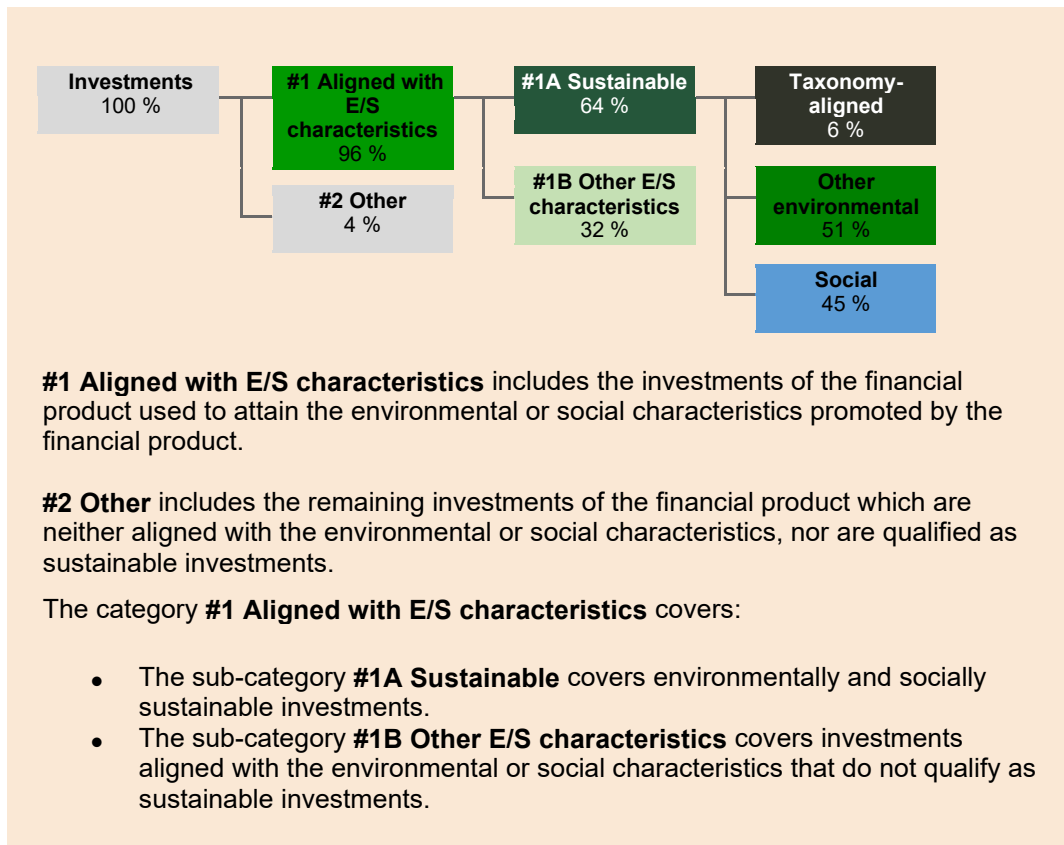 Investments
100 %
#1 Aligned with
E/S
characteristics
96 %
#2 Other
4 %
#1A Sustainable
64 %
#1B Other E/S
characteristics
32 %
Taxonomy-
aligned
6 %
Other
environmental
51 %
Social
45 %
#1 Aligned with E/S characteristics includes the investments of the financial
product used to attain the environmental or social characteristics promoted by the
financial product.
#2 Other includes the remaining investments of the financial product which are
neither aligned with the environmental or social characteristics, nor are qualified as
sustainable investments.
The category #1 Aligned with E/S characteristics covers:
● The sub-category #1A Sustainable covers environmentally and socially
sustainable investments.
● The sub-category #1B Other E/S characteristics covers investments
aligned with the environmental or social characteristics that do not qualify as
sustainable investments.